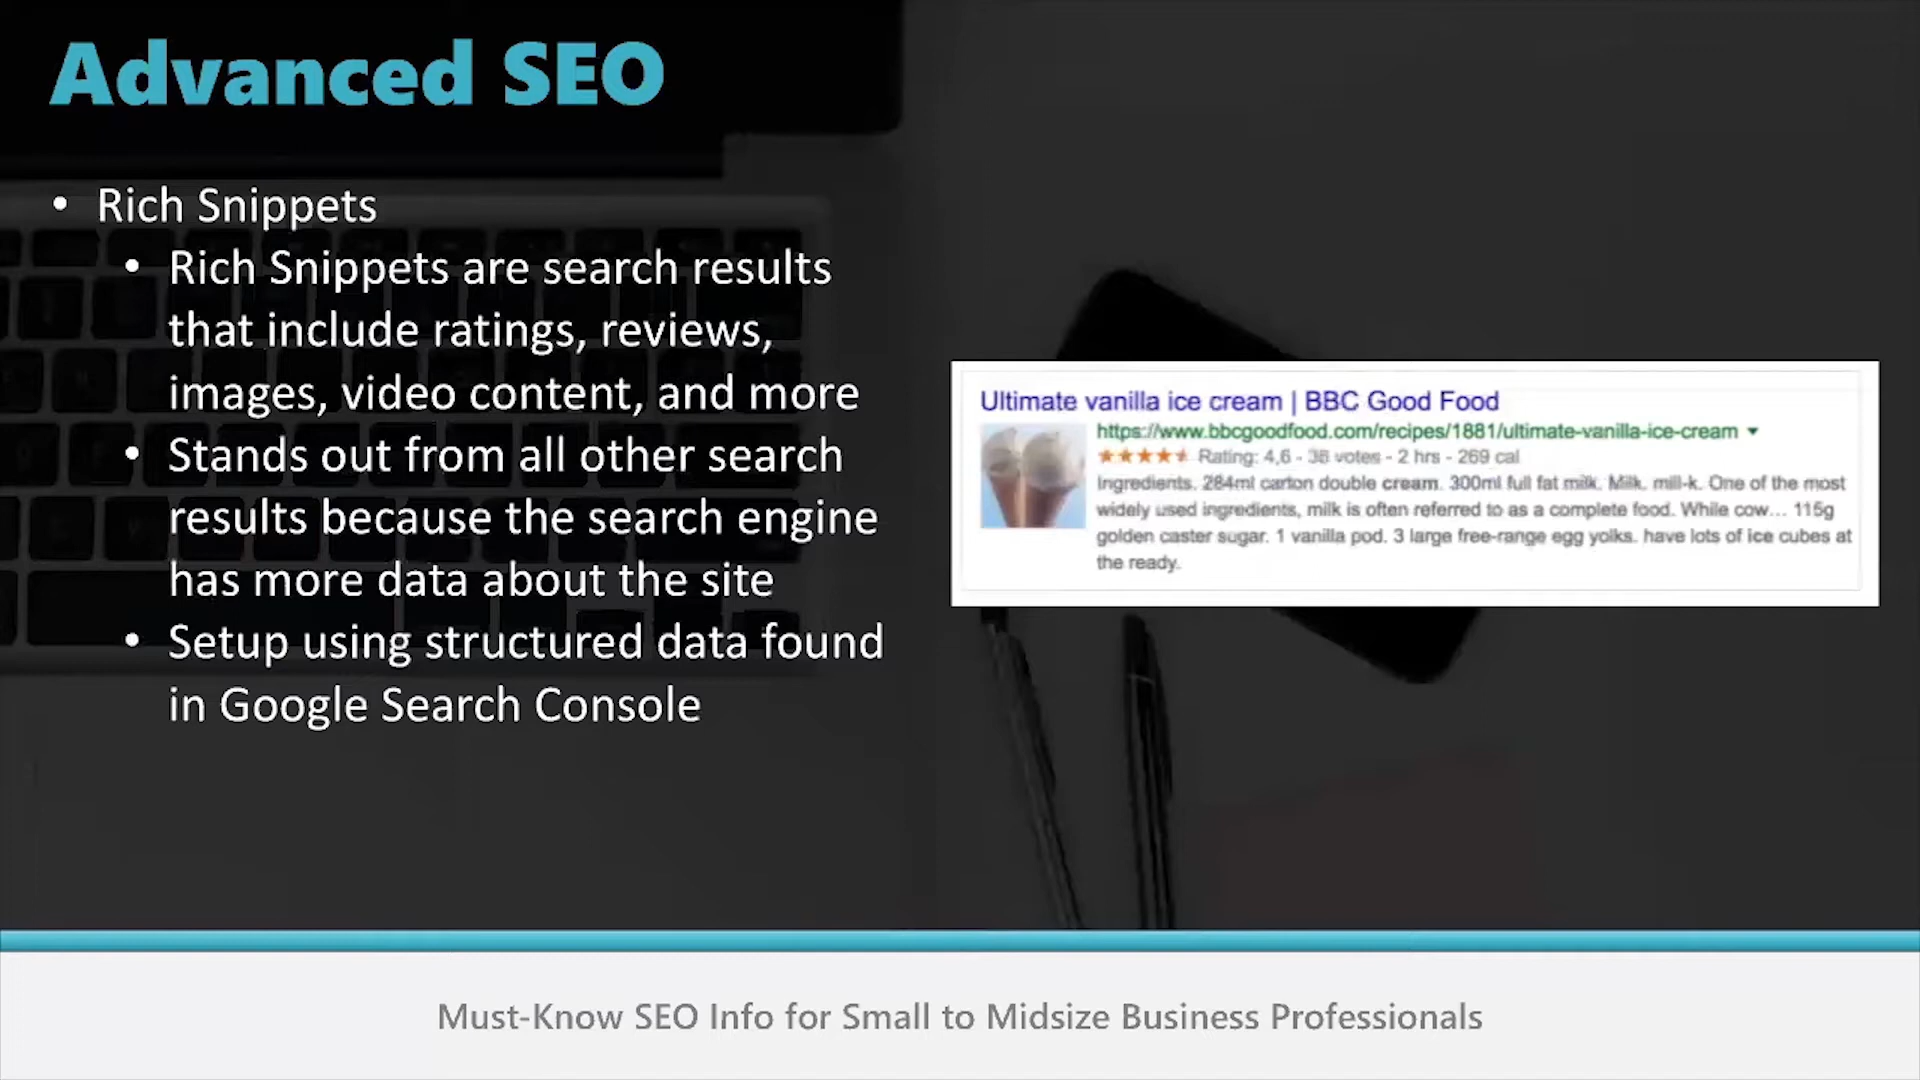 Advanced SEO
• Rich Snippets
• Rich Snippets are search results
that include ratings, reviews,
images, video content, and more
• Stands out from all other search
results because the search engine
has more data about the site
• Setup using structured data found
in Google Search Console
Ultimate vanilla ice cream | BBC Good Food
https://www.bbcgoodfood.com/recipes/1881/ultimate-vanilla-ice-cream
Rating: 4,6 - 38 votes - 2 hrs - 269 cal
Ingredients. 284ml carton double cream. 300ml full fat milk. Milk. mill-k. One of the most
widely used ingredients, milk is often referred to as a complete food. While cow... 115g
golden caster sugar. 1 vanilla pod. 3 large free-range egg yolks. have lots of ice cubes at
the ready.
Must-Know SEO Info for Small to Midsize Business Professionals